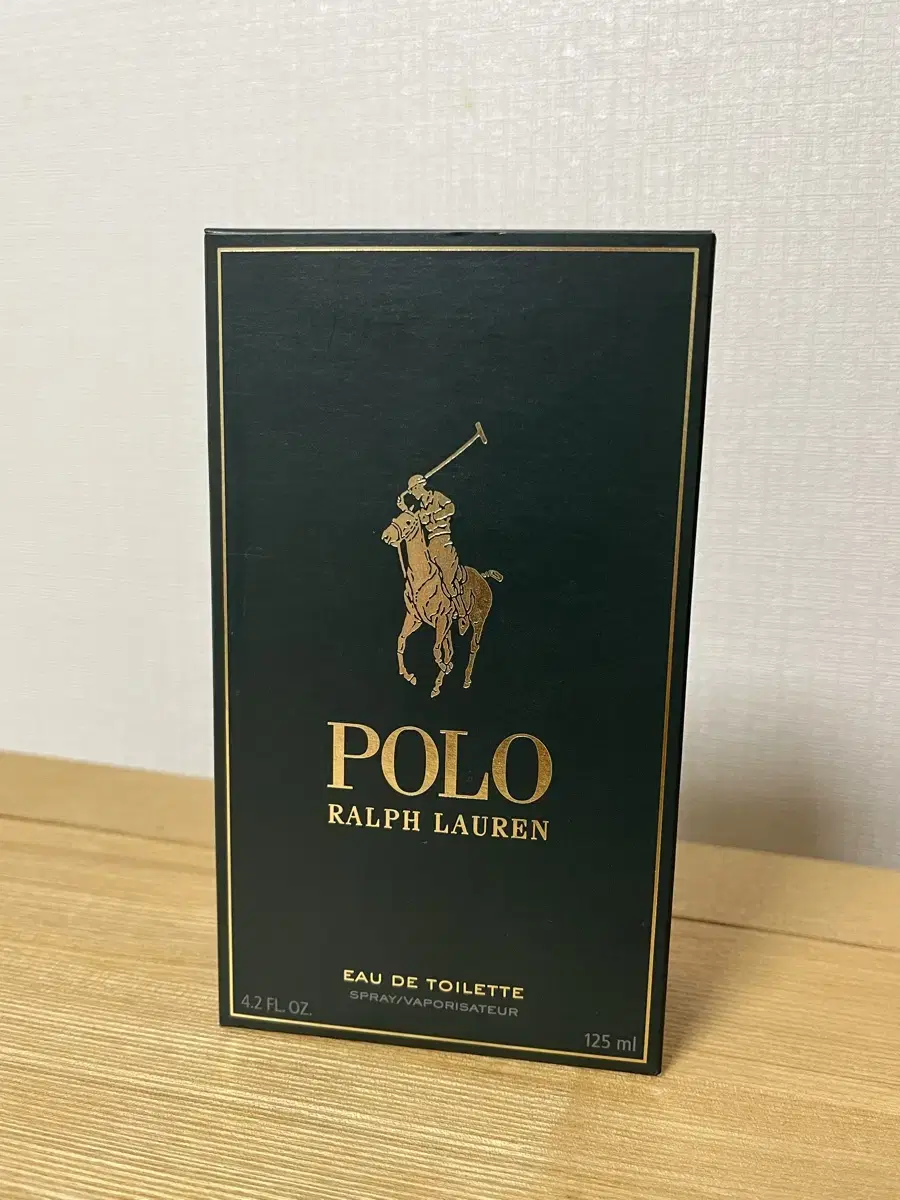 POLO
RALPH LAUREN
EAU DE TOILETTE
SPRAY/VAPORISATEUR
4.2 FL. OZ.
125 ml